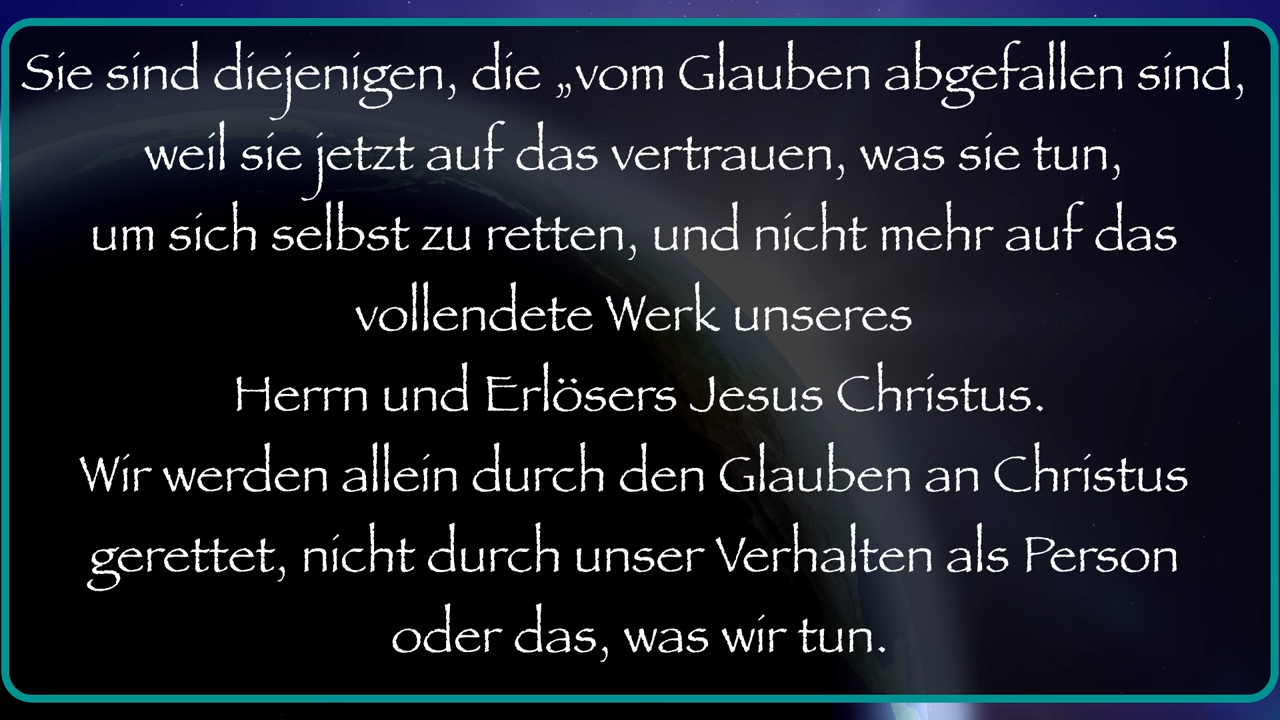 Sie sind diejenigen, die „vom Glauben abgefallen sind,
weil sie jetzt auf das vertrauen, was sie tun,
um sich selbst zu retten, und nicht mehr auf das
vollendete Werk unseres
Herrn und Erlösers Jesus Christus.
Wir werden allein durch den Glauben an Christus
gerettet, nicht durch unser Verhalten als Person
oder das, was wir tun.